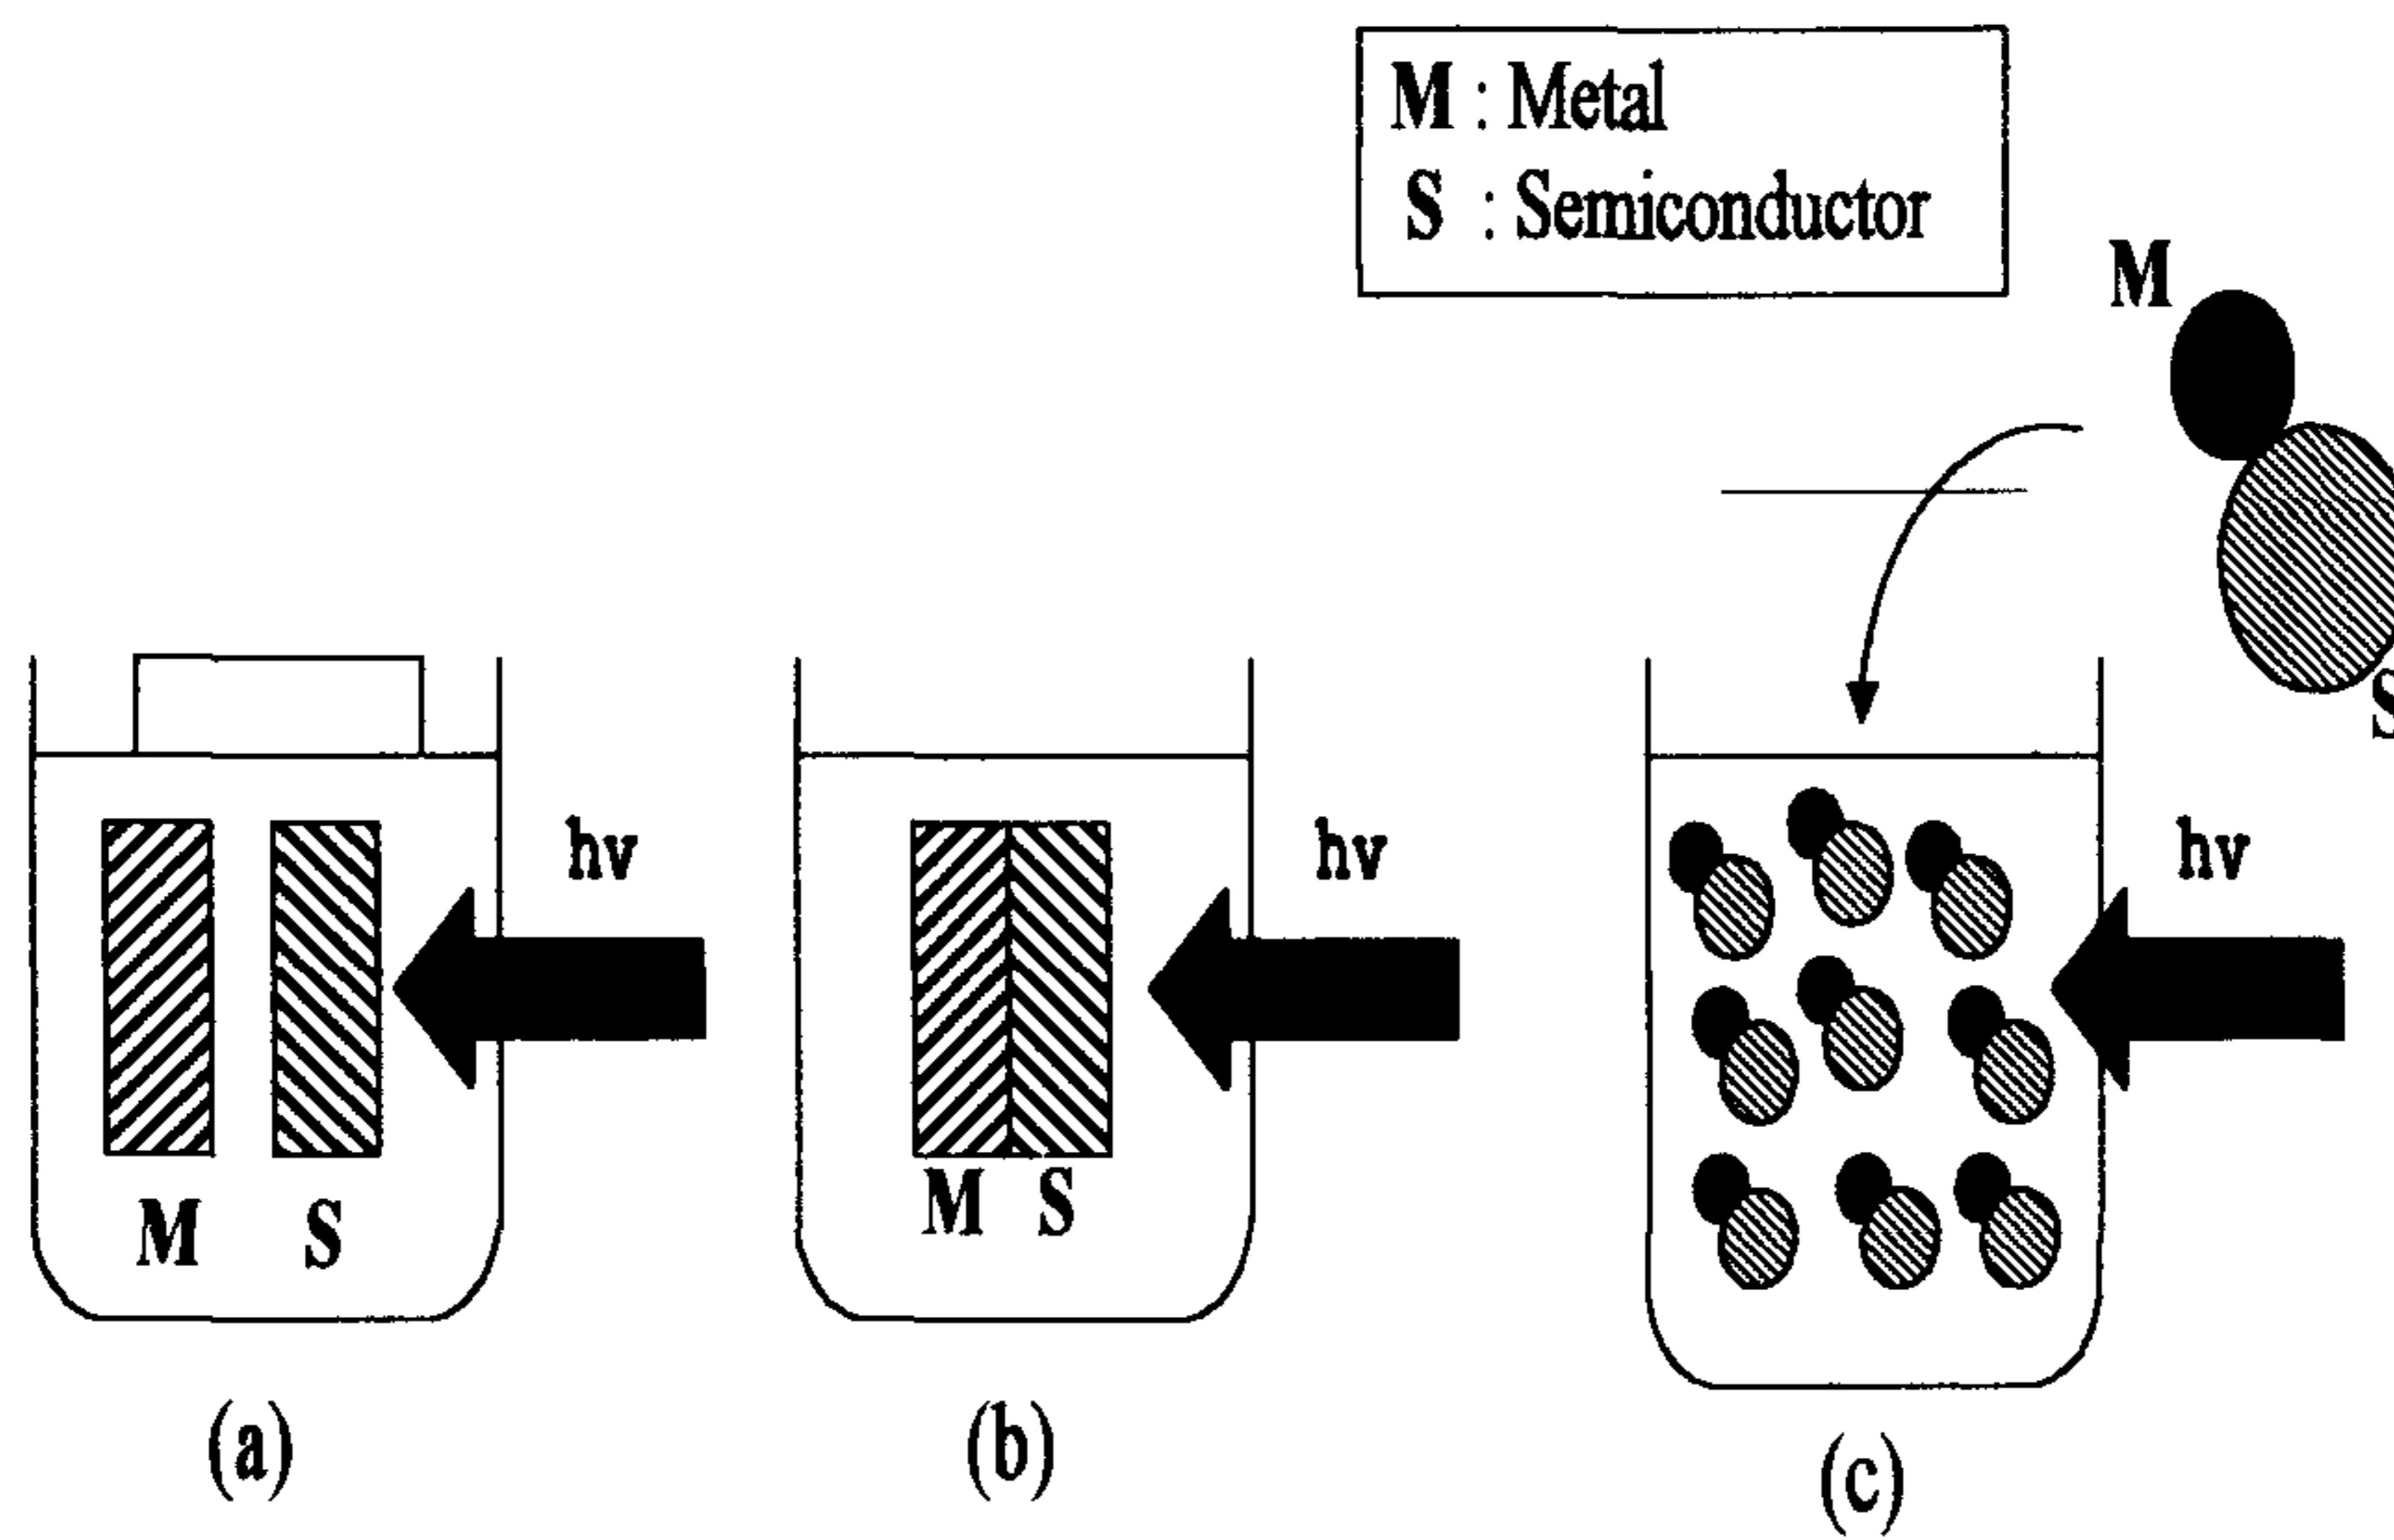 M : Metal
S : Semiconductor
M
S
hv
hv
hv
M S
M S
(a)
(b)
(c)